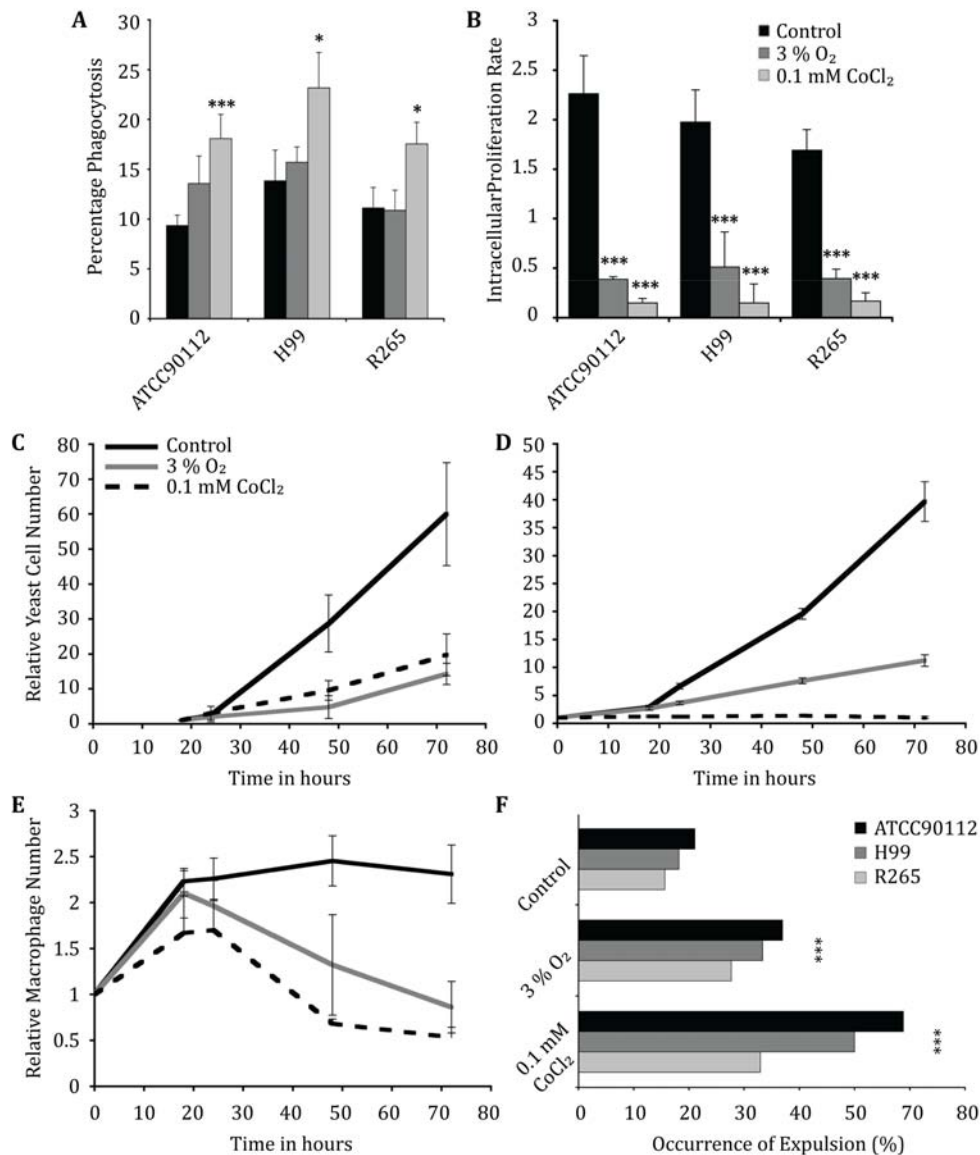 A
Percentage Phagocytosis
30
25
20
15
10
5
0
***
*
*
ATCC90112
H99
R265
B
IntracellularProliferation Rate
3
2.5
2
1.5
1
0.5
0
Control
3 % O₂
0.1 mM CoCl₂
***
***
***
***
***
***
ATCC90112
H99
R265
C
Relative Yeast Cell Number
80
70
60
50
40
30
20
10
0
Control
3 % O₂
0.1 mM CoCl₂
0 10 20 30 40 50 60 70 80
Time in hours
D
50
45
40
35
30
25
20
15
10
5
0
0 10 20 30 40 50 60 70 80
Time in hours
E
Relative Macrophage Number
3
2.5
2
1.5
1
0.5
0
0 20 40 60 80
Time in hours
F
ATCC90112
H99
R265
Control
3 % O₂
***
0.1 mM
CoCl₂
***
0 10 20 30 40 50 60 70 80
Occurrence of Expulsion (%)